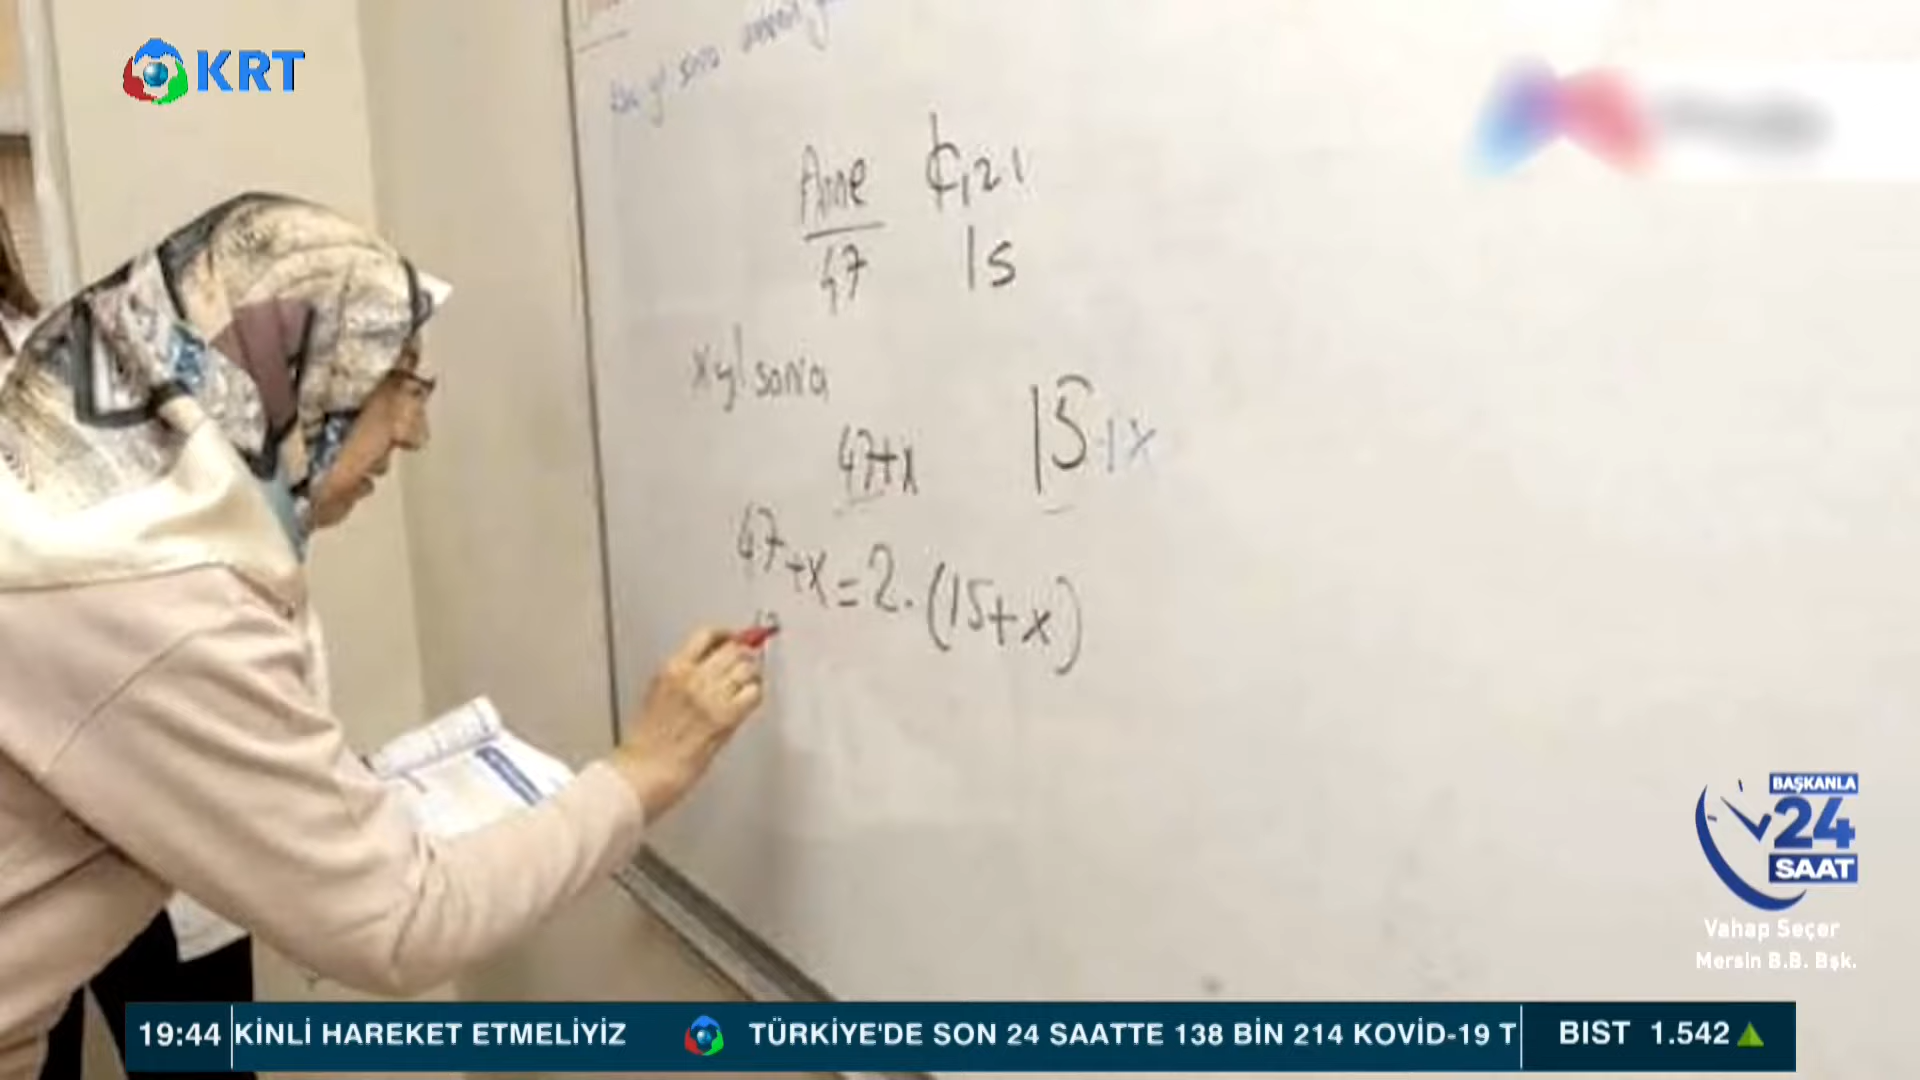 KRT
yıl sonra
Anne Kızı
47 15
x yıl sonra
47+x 15+x
47+x=2.(15+x)
BAŞKANLA
24
SAAT
Vahap Seçer
Mersin B.B. Bşk.
19:44 KİNLİ HAREKET ETMELİYİZ TÜRKİYE'DE SON 24 SAATTE 138 BİN 214 KOVİD-19 T BIST 1.542